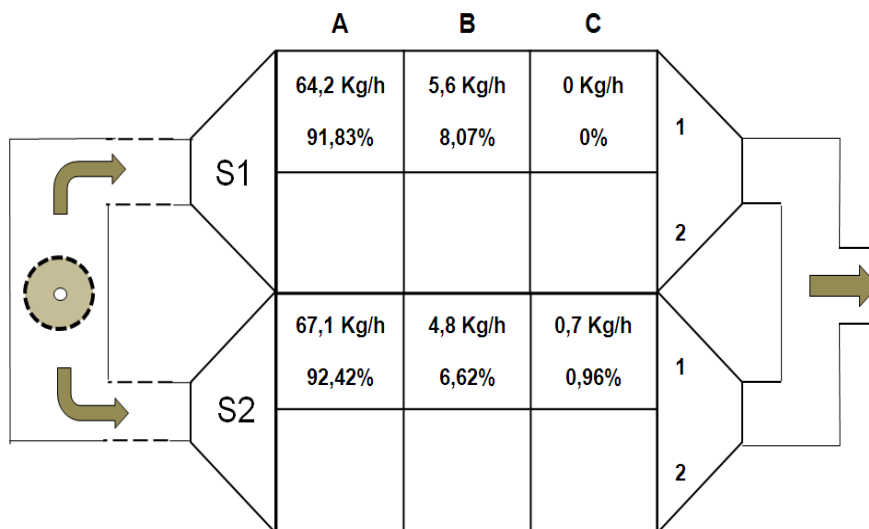 A B C
64,2 Kg/h 5,6 Kg/h 0 Kg/h
1
91,83% 8,07% 0%
S1
2
67,1 Kg/h 4,8 Kg/h 0,7 Kg/h
1
92,42% 6,62% 0,96%
S2
2